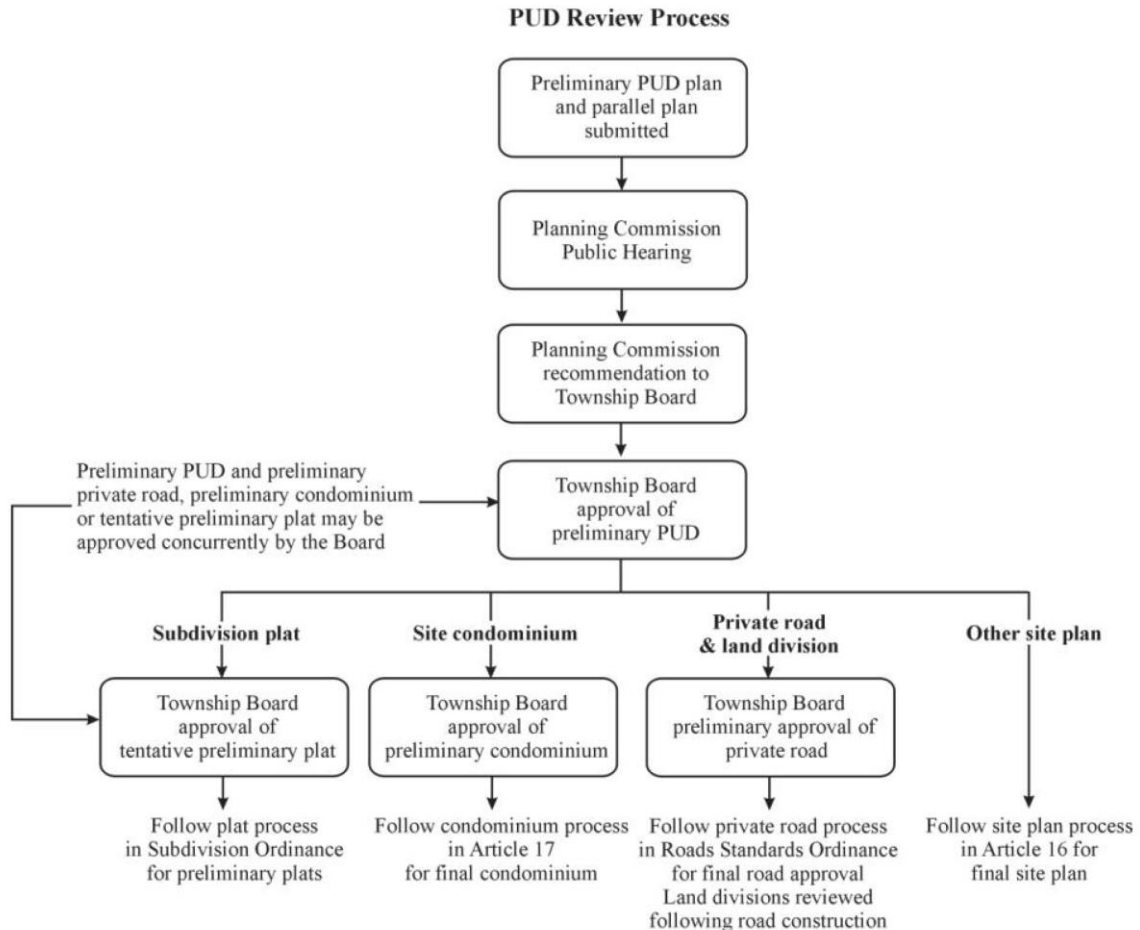 PUD Review Process
Preliminary PUD plan
and parallel plan
submitted
Planning Commission
Public Hearing
Planning Commission
recommendation to
Township Board
Preliminary PUD and preliminary
private road, preliminary condominium
or tentative preliminary plat may be
approved concurrently by the Board
Township Board
approval of
preliminary PUD
Subdivision plat
Site condominium
Private road
& land division
Other site plan
Township Board
approval of
tentative preliminary plat
Township Board
approval of
preliminary condominium
Township Board
preliminary approval of
private road
Follow plat process
in Subdivision Ordinance
for preliminary plats
Follow condominium process
in Article 17
for final condominium
Follow private road process
in Roads Standards Ordinance
for final road approval
Land divisions reviewed
following road construction
Follow site plan process
in Article 16 for
final site plan